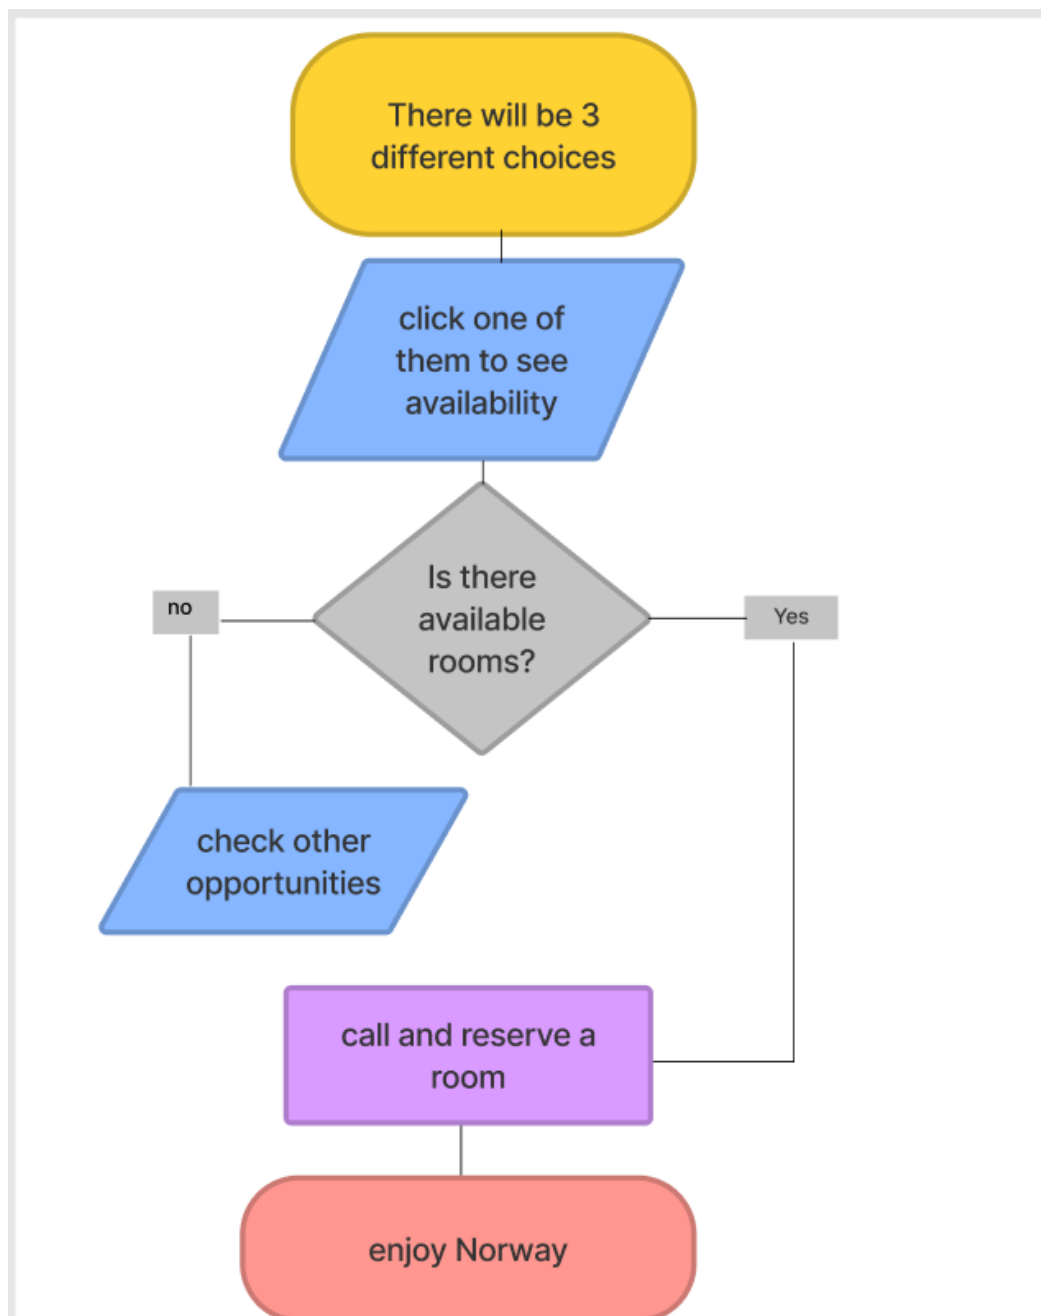 There will be 3
different choices
click one of
them to see
availability
Is there
available
rooms?
no
Yes
check other
opportunities
call and reserve a
room
enjoy Norway